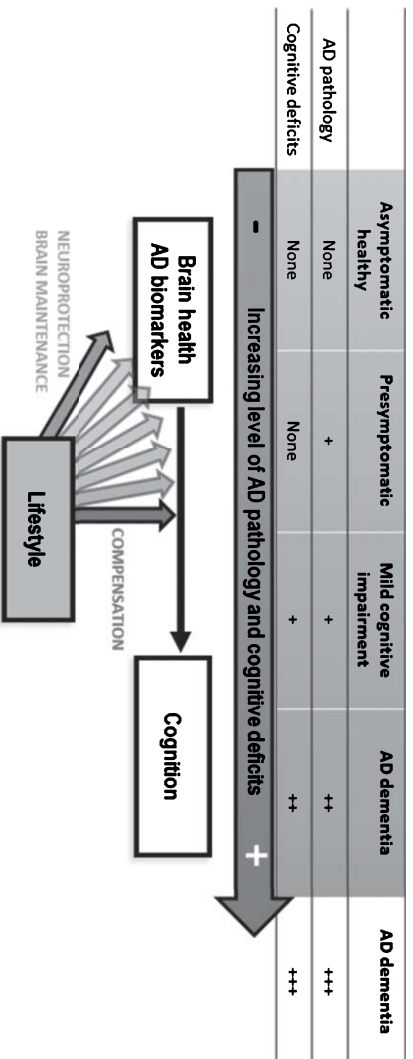 Asymptomatic
healthy
Presymptomatic
Mild cognitive
impairment
AD dementia
AD dementia
AD pathology
None
+
+
++
+++
Cognitive deficits
None
None
+
++
+++
- Increasing level of AD pathology and cognitive deficits +
Brain health
AD biomarkers
Cognition
NEUROPROTECTION
BRAIN MAINTENANCE
COMPENSATION
Lifestyle